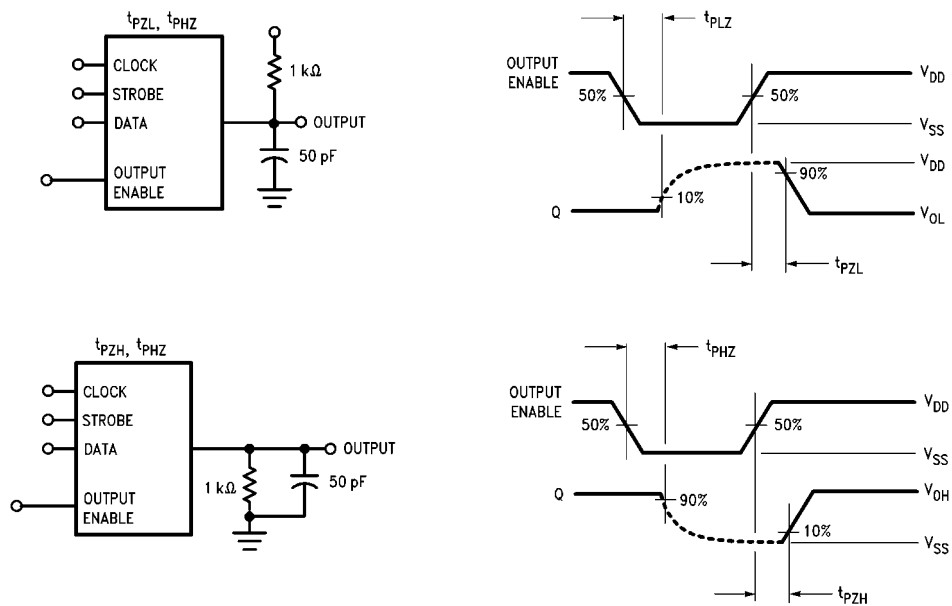 tPZL, tPHZ
CLOCK
STROBE
DATA
OUTPUT
ENABLE
1 kΩ
OUTPUT
50 pF
tPLZ
OUTPUT
ENABLE
50%
50%
VDD
VSS
VDD
90%
10%
Q
VOL
tPZL
tPZH, tPHZ
CLOCK
STROBE
DATA
OUTPUT
ENABLE
OUTPUT
1 kΩ
50 pF
tPHZ
OUTPUT
ENABLE
50%
50%
VDD
VSS
Q
90%
VOH
10%
VSS
tPZH